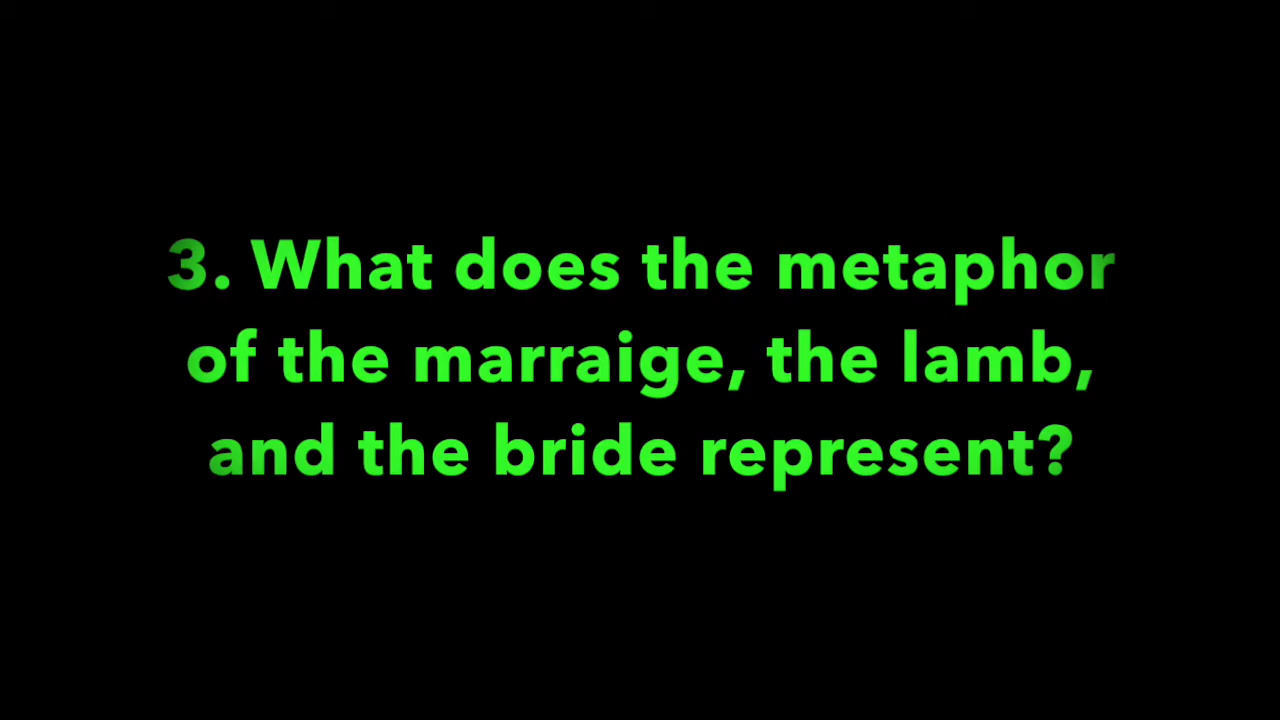 3. What does the metaphor
of the marraige, the lamb,
and the bride represent?